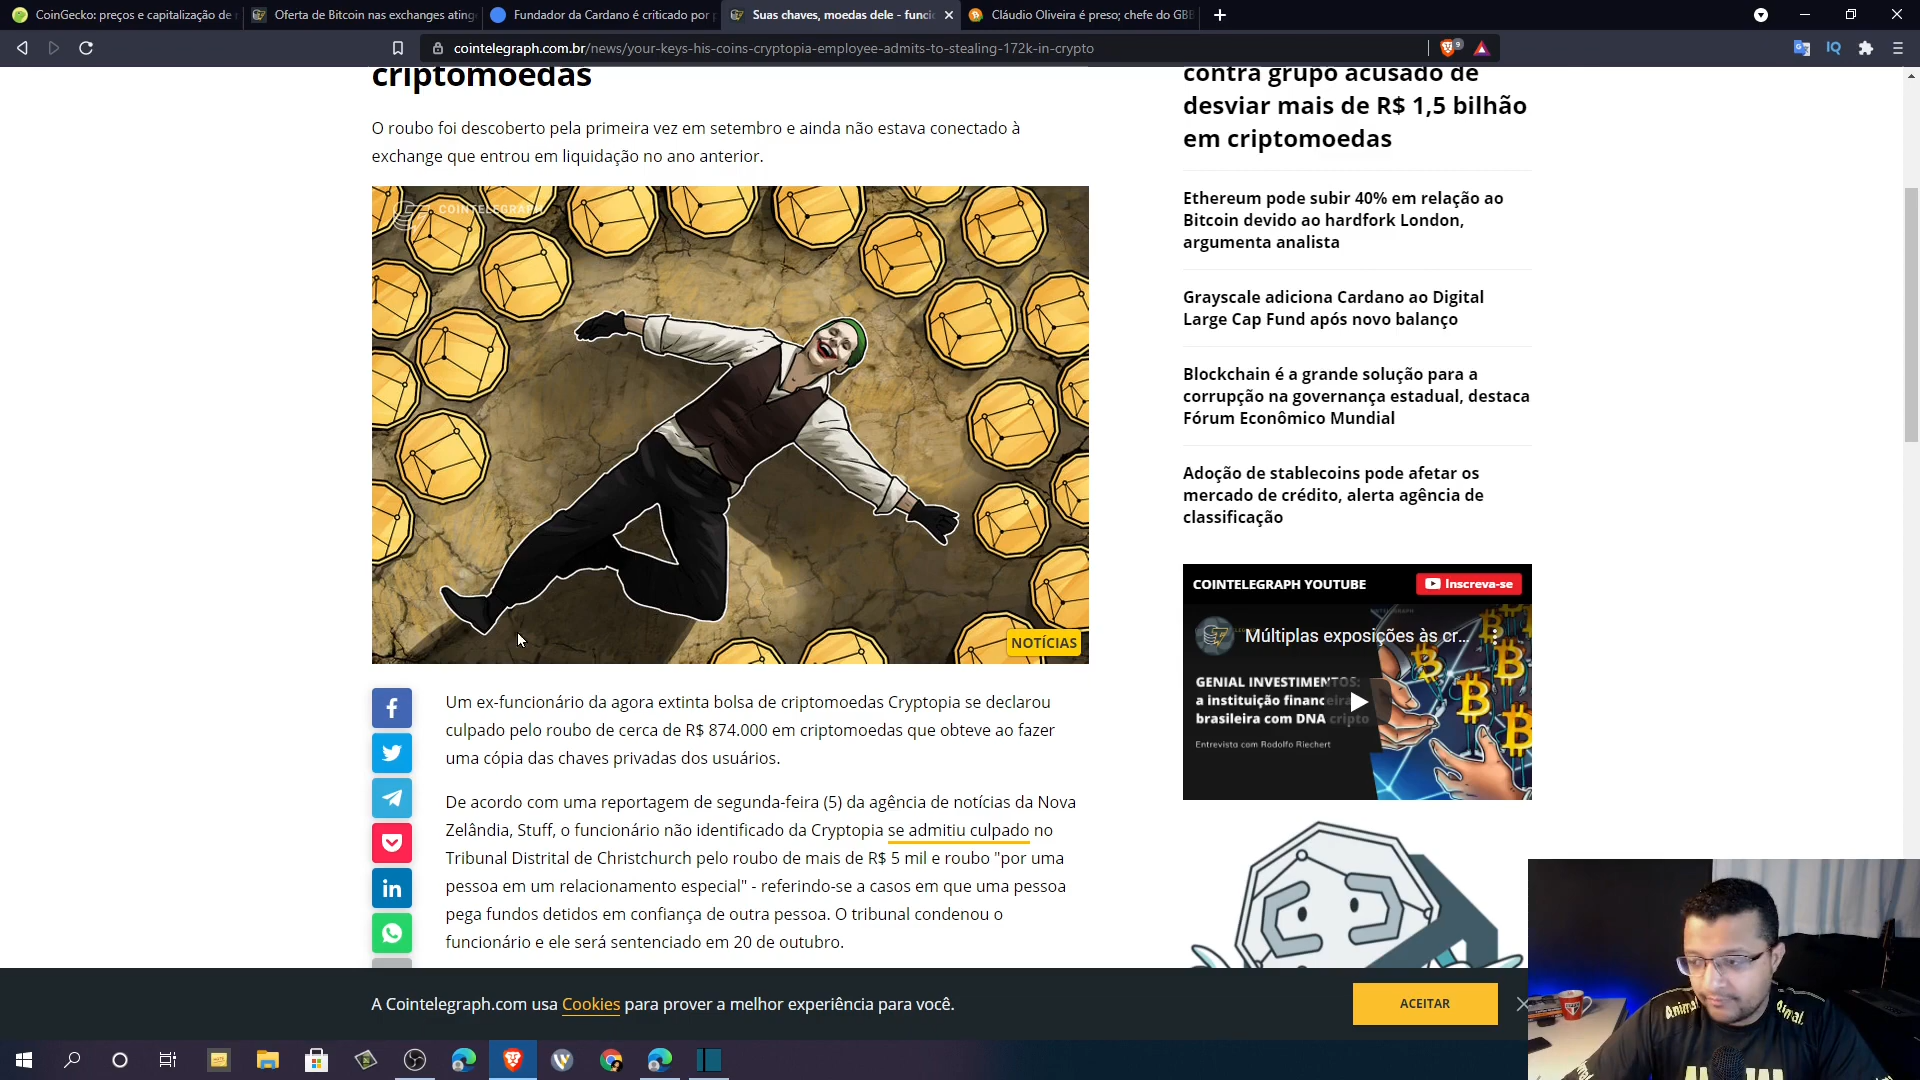 CoinGecko: preços e capitalização de
Oferta de Bitcoin nas exchanges ating
Fundador da Cardano é criticado por
Suas chaves, moedas dele - funci
Cláudio Oliveira é preso; chefe do GBB
cointelegraph.com.br/news/your-keys-his-coins-cryptopia-employee-admits-to-stealing-172k-in-crypto
criptomoedas
O roubo foi descoberto pela primeira vez em setembro e ainda não estava conectado à
exchange que entrou em liquidação no ano anterior.
COINTELEGRAPH
NOTÍCIAS
Um ex-funcionário da agora extinta bolsa de criptomoedas Cryptopia se declarou
culpado pelo roubo de cerca de R$ 874.000 em criptomoedas que obteve ao fazer
uma cópia das chaves privadas dos usuários.
De acordo com uma reportagem de segunda-feira (5) da agência de notícias da Nova
Zelândia, Stuff, o funcionário não identificado da Cryptopia se admitiu culpado no
Tribunal Distrital de Christchurch pelo roubo de mais de R$ 5 mil e roubo "por uma
pessoa em um relacionamento especial" - referindo-se a casos em que uma pessoa
pega fundos detidos em confiança de outra pessoa. O tribunal condenou o
funcionário e ele será sentenciado em 20 de outubro.
contra grupo acusado de
desviar mais de R$ 1,5 bilhão
em criptomoedas
Ethereum pode subir 40% em relação ao
Bitcoin devido ao hardfork London,
argumenta analista
Grayscale adiciona Cardano ao Digital
Large Cap Fund após novo balanço
Blockchain é a grande solução para a
corrupção na governança estadual, destaca
Fórum Econômico Mundial
Adoção de stablecoins pode afetar os
mercado de crédito, alerta agência de
classificação
COINTELEGRAPH YOUTUBE
Inscreva-se
Múltiplas exposições às cr...
GENIAL INVESTIMENTOS:
a instituição financeira
brasileira com DNA cripto
Entrevista com Rodolfo Riechert
A Cointelegraph.com usa Cookies para prover a melhor experiência para você.
ACEITAR
Animal